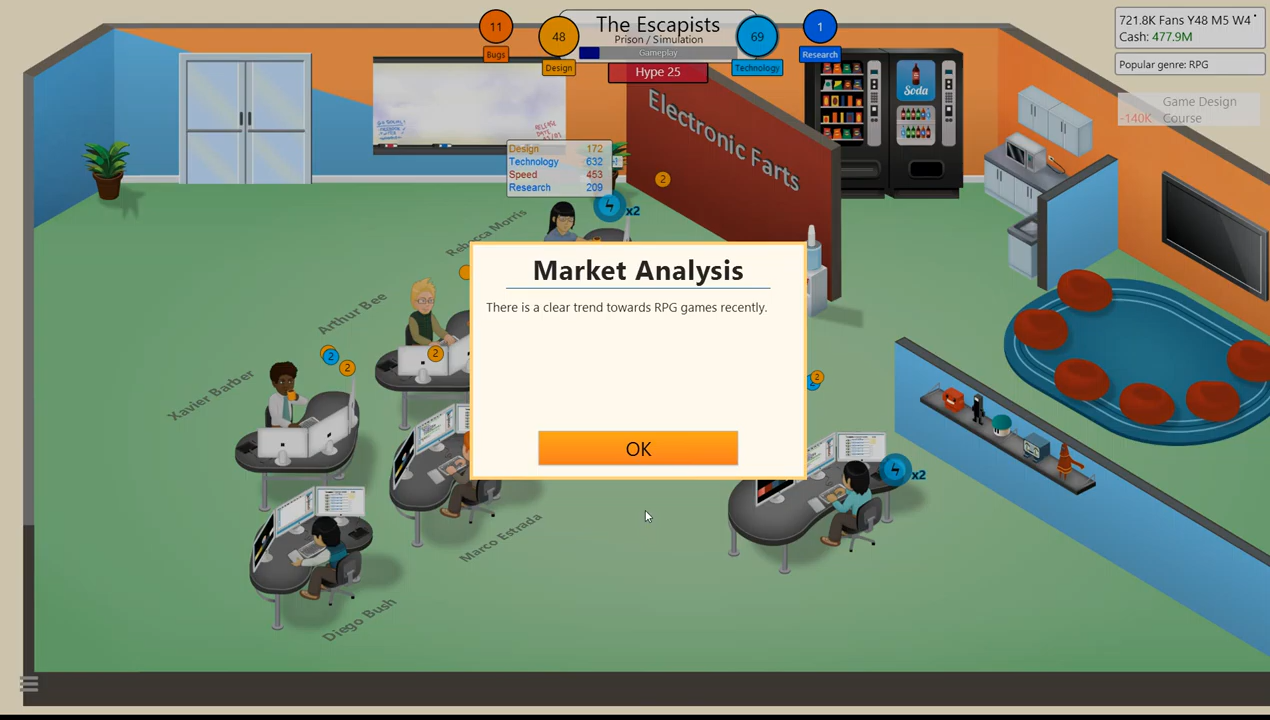 11
Bugs
48
Design
The Escapists
Prison / Simulation
Gameplay
Hype 25
69
Technology
1
Research
721.8K Fans Y48 M5 W4
Cash: 477.9M
Popular genre: RPG
-140K
Game Design Course
Soda
Electronic Farts
RELEASE DATE
Design 172
Technology 632
Speed 453
Research 209
2
x2
Rebecca Morris
Arthur Bee
Xavier Barber
2
2
2
Market Analysis
There is a clear trend towards RPG games recently.
OK
2
x2
Marco Estrada
Diego Bush